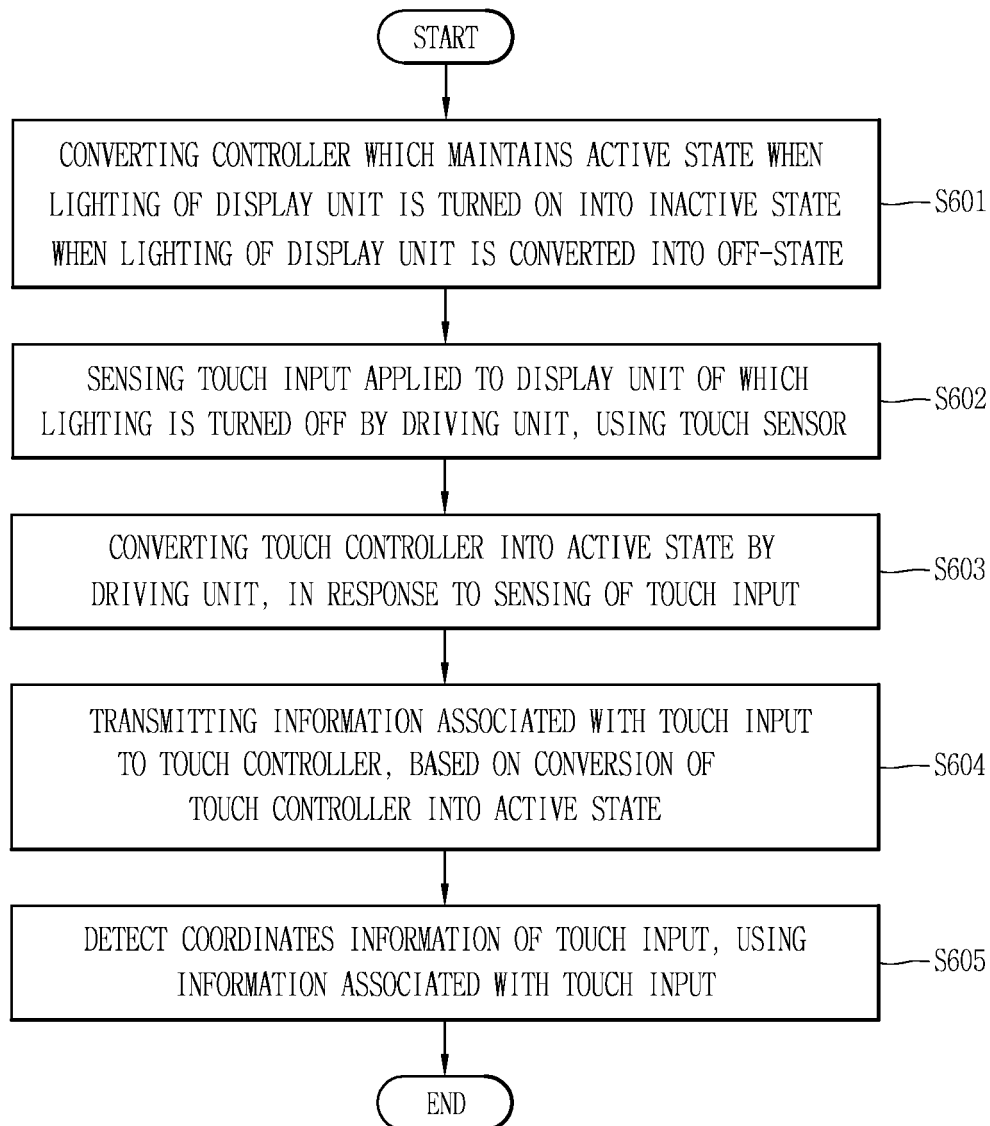 START
CONVERTING CONTROLLER WHICH MAINTAINS ACTIVE STATE WHEN
LIGHTING OF DISPLAY UNIT IS TURNED ON INTO INACTIVE STATE
WHEN LIGHTING OF DISPLAY UNIT IS CONVERTED INTO OFF-STATE
S601
SENSING TOUCH INPUT APPLIED TO DISPLAY UNIT OF WHICH
LIGHTING IS TURNED OFF BY DRIVING UNIT, USING TOUCH SENSOR
S602
CONVERTING TOUCH CONTROLLER INTO ACTIVE STATE BY
DRIVING UNIT, IN RESPONSE TO SENSING OF TOUCH INPUT
S603
TRANSMITTING INFORMATION ASSOCIATED WITH TOUCH INPUT
TO TOUCH CONTROLLER, BASED ON CONVERSION OF
TOUCH CONTROLLER INTO ACTIVE STATE
S604
DETECT COORDINATES INFORMATION OF TOUCH INPUT, USING
INFORMATION ASSOCIATED WITH TOUCH INPUT
S605
END